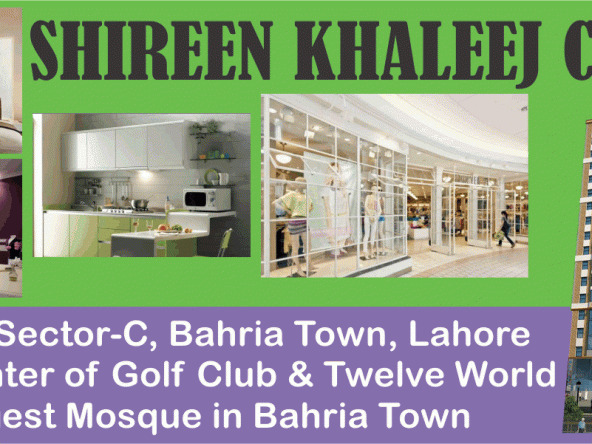 SHIREEN KHALEEJ C
Sector-C, Bahria Town, Lahore
nter of Golf Club & Twelve World
est Mosque in Bahria Town